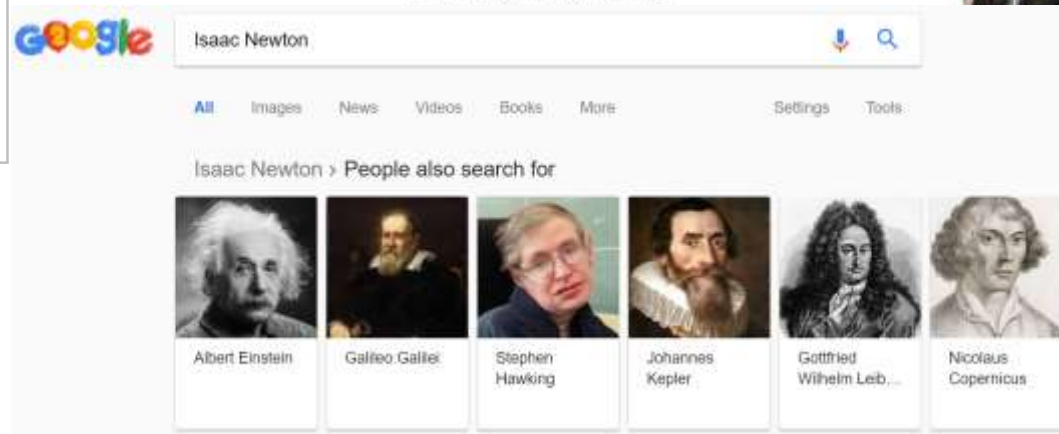 Google
Isaac Newton
All Images News Videos Books More Settings Tools
Isaac Newton › People also search for
Albert Einstein
Galileo Galilei
Stephen
Hawking
Johannes
Kepler
Gottfried
Wilhelm Leib...
Nicolaus
Copernicus